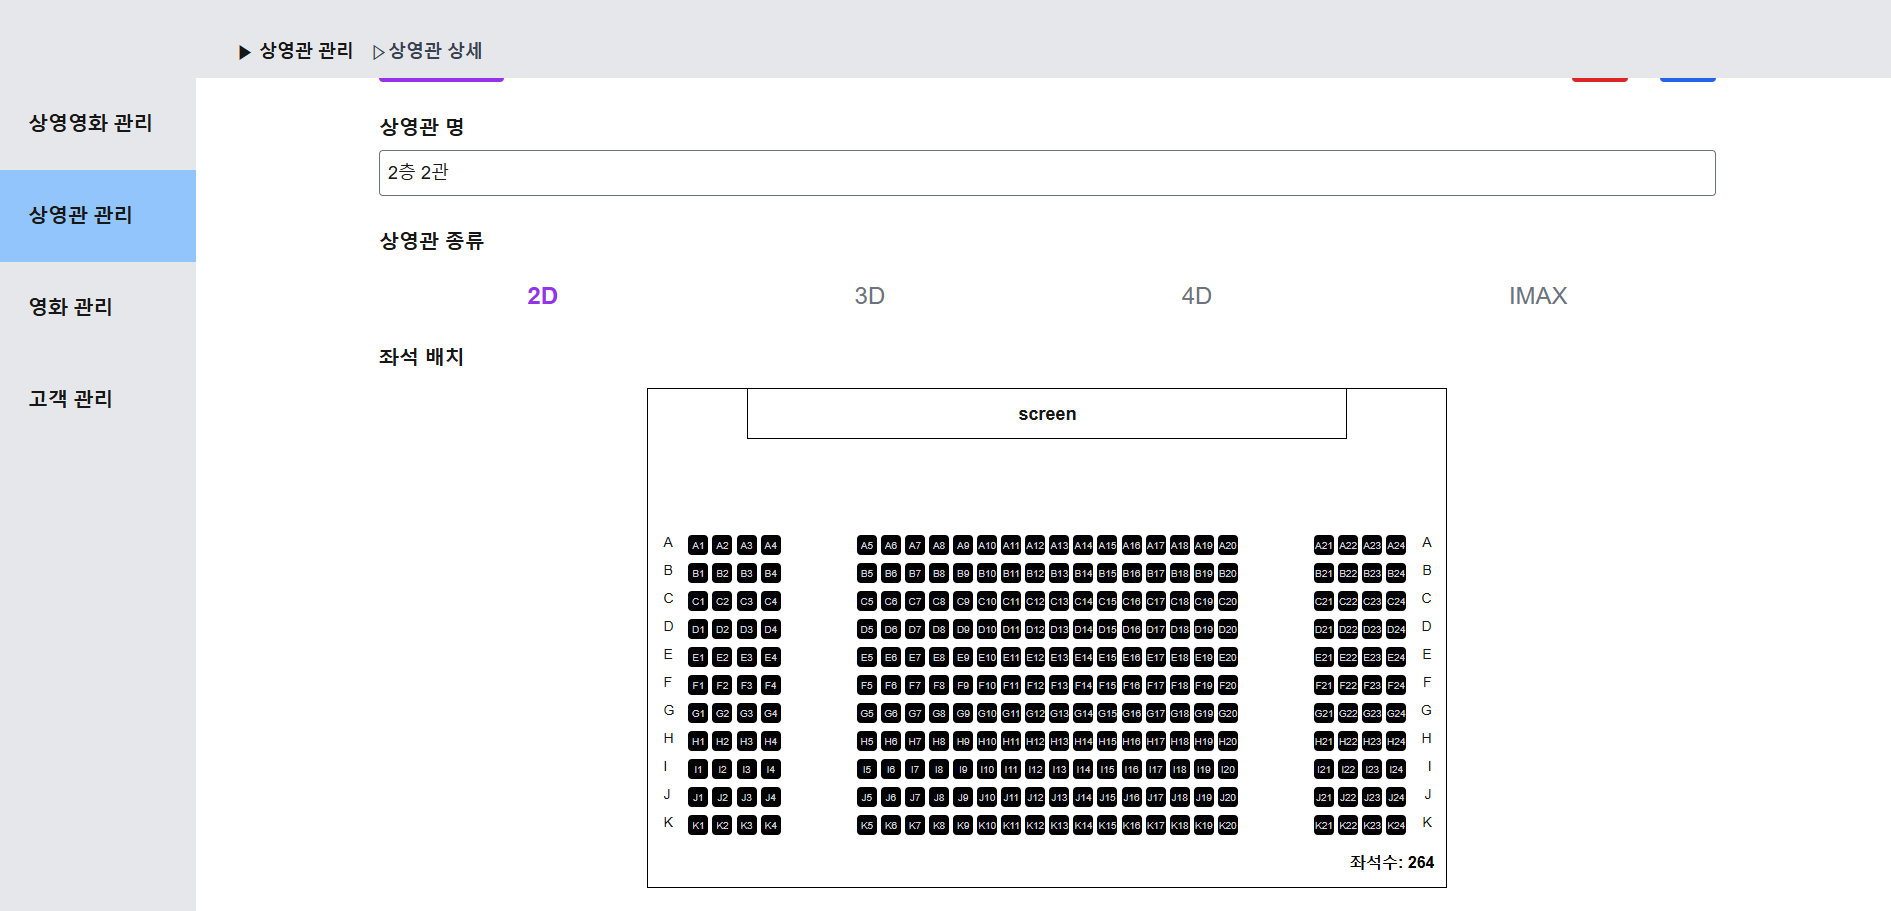 ▶ 상영관 관리 ▷상영관 상세
상영영화 관리
상영관 관리
영화 관리
고객 관리
상영관 명
2층 2관
상영관 종류
2D 3D 4D IMAX
좌석 배치
screen
A A1 A2 A3 A4 A5 A6 A7 A8 A9 A10 A11 A12 A13 A14 A15 A16 A17 A18 A19 A20 A21 A22 A23 A24 A
B B1 B2 B3 B4 B5 B6 B7 B8 B9 B10 B11 B12 B13 B14 B15 B16 B17 B18 B19 B20 B21 B22 B23 B24 B
C C1 C2 C3 C4 C5 C6 C7 C8 C9 C10 C11 C12 C13 C14 C15 C16 C17 C18 C19 C20 C21 C22 C23 C24 C
D D1 D2 D3 D4 D5 D6 D7 D8 D9 D10 D11 D12 D13 D14 D15 D16 D17 D18 D19 D20 D21 D22 D23 D24 D
E E1 E2 E3 E4 E5 E6 E7 E8 E9 E10 E11 E12 E13 E14 E15 E16 E17 E18 E19 E20 E21 E22 E23 E24 E
F F1 F2 F3 F4 F5 F6 F7 F8 F9 F10 F11 F12 F13 F14 F15 F16 F17 F18 F19 F20 F21 F22 F23 F24 F
G G1 G2 G3 G4 G5 G6 G7 G8 G9 G10 G11 G12 G13 G14 G15 G16 G17 G18 G19 G20 G21 G22 G23 G24 G
H H1 H2 H3 H4 H5 H6 H7 H8 H9 H10 H11 H12 H13 H14 H15 H16 H17 H18 H19 H20 H21 H22 H23 H24 H
I I1 I2 I3 I4 I5 I6 I7 I8 I9 I10 I11 I12 I13 I14 I15 I16 I17 I18 I19 I20 I21 I22 I23 I24 I
J J1 J2 J3 J4 J5 J6 J7 J8 J9 J10 J11 J12 J13 J14 J15 J16 J17 J18 J19 J20 J21 J22 J23 J24 J
K K1 K2 K3 K4 K5 K6 K7 K8 K9 K10 K11 K12 K13 K14 K15 K16 K17 K18 K19 K20 K21 K22 K23 K24 K
좌석수: 264